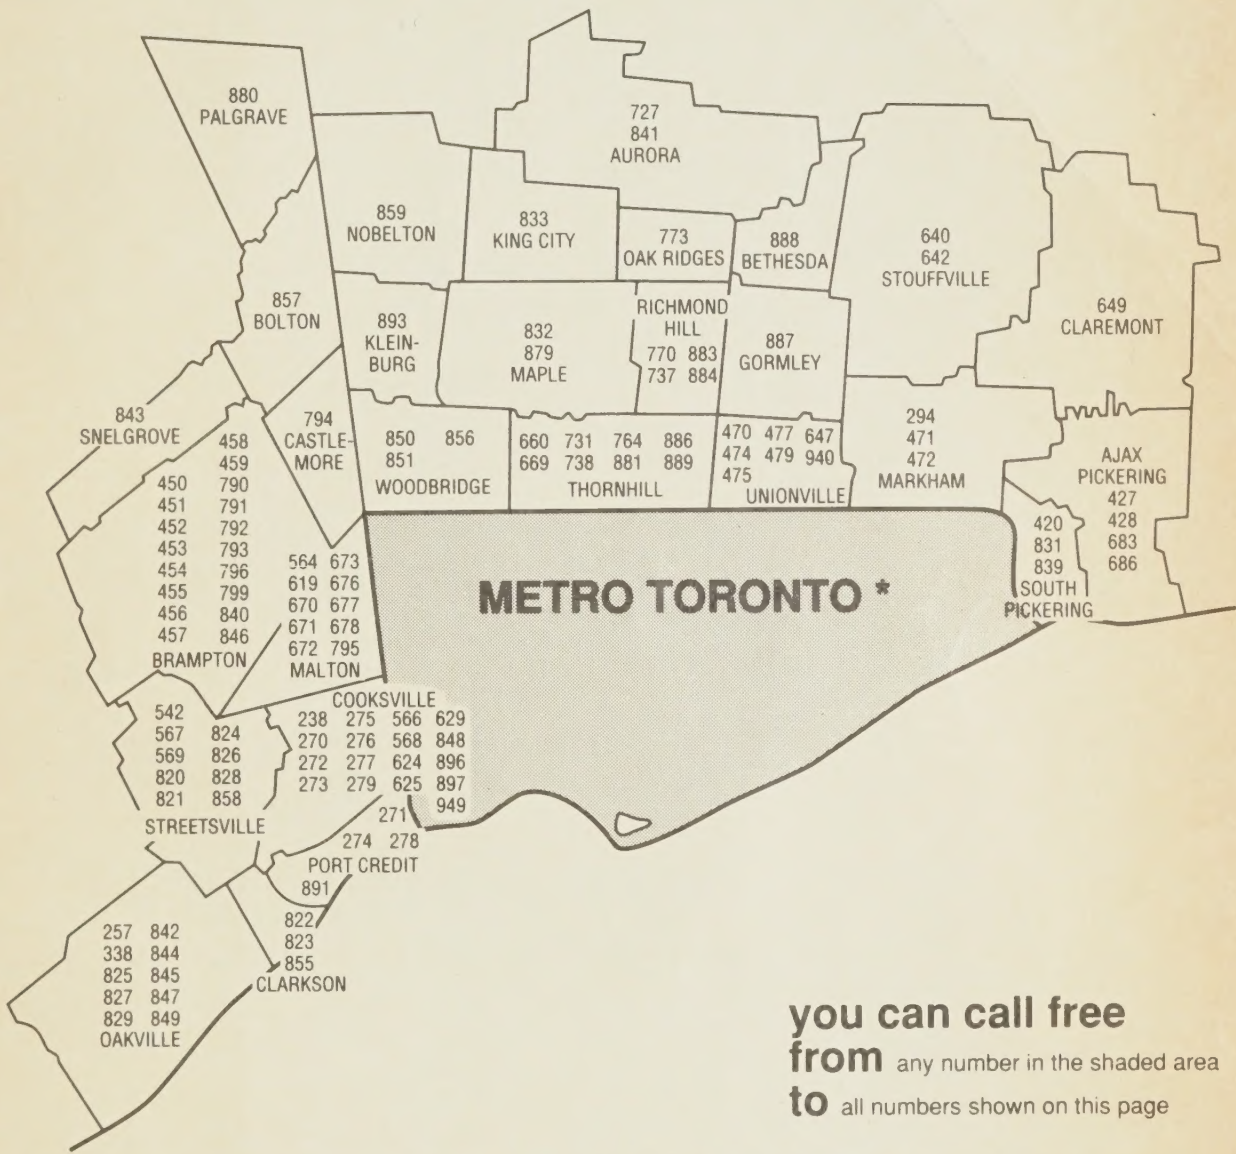 880
PALGRAVE
727
841
AURORA
859
NOBELTON
833
KING CITY
773
OAK RIDGES
888
BETHESDA
640
642
STOUFFVILLE
649
CLAREMONT
857
BOLTON
893
KLEIN-
BURG
832
879
MAPLE
RICHMOND
HILL
770 883
737 884
887
GORMLEY
843
SNELGROVE
794
CASTLE-
MORE
850 856
851
WOODBRIDGE
660 731 764 886
669 738 881 889
THORNHILL
470 477 647
474 479 940
475
UNIONVILLE
294
471
472
MARKHAM
AJAX
PICKERING
427
428
683
686
420
831
839
SOUTH
PICKERING
458
459
450 790
451 791
452 792
453 793
454 796
455 799
456 840
457 846
BRAMPTON
564 673
619 676
670 677
671 678
672 795
MALTON
METRO TORONTO *
COOKSVILLE
238 275 566 629
270 276 568 848
272 277 624 896
273 279 625 897
949
542
567 824
569 826
820 828
821 858
STREETSVILLE
271
274 278
PORT CREDIT
891
822
823
855
CLARKSON
257 842
338 844
825 845
827 847
829 849
OAKVILLE
you can call free
from any number in the shaded area
to all numbers shown on this page